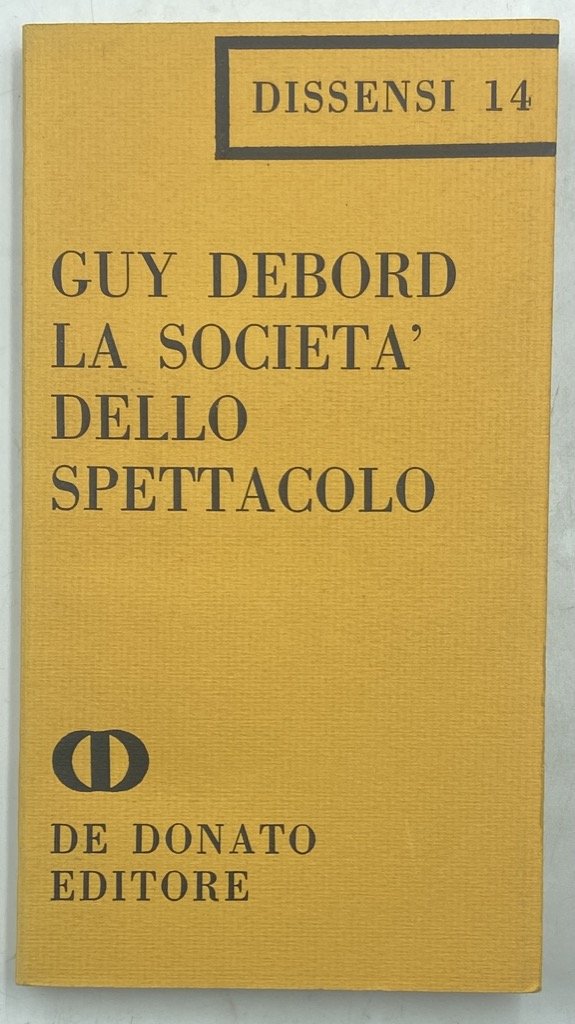 DISSENSI 14
GUY DEBORD
LA SOCIETA'
DELLO
SPETTACOLO
DE DONATO
EDITORE